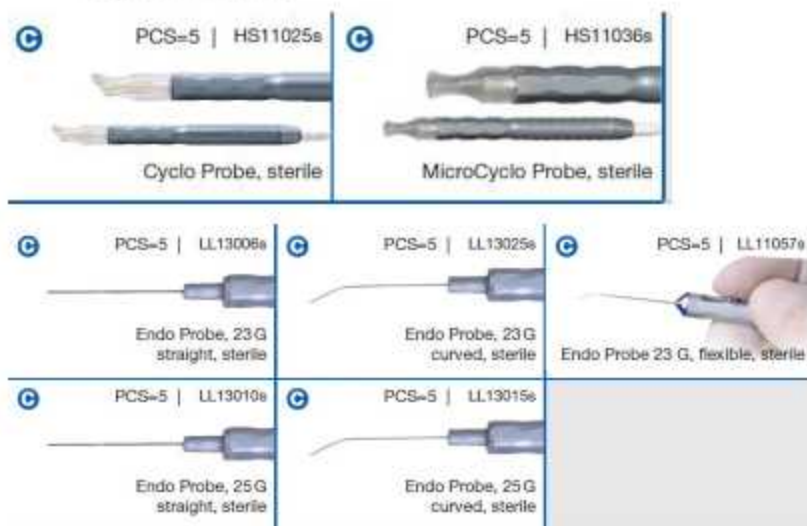 C PCS=5 | HS11025s
Cyclo Probe, sterile
C PCS=5 | HS11036s
MicroCyclo Probe, sterile
C PCS=5 | LL13006s
Endo Probe, 23 G
straight, sterile
C PCS=5 | LL13025s
Endo Probe, 23 G
curved, sterile
C PCS=5 | LL11057s
Endo Probe 23 G, flexible, sterile
C PCS=5 | LL13010s
Endo Probe, 25 G
straight, sterile
C PCS=5 | LL13015s
Endo Probe, 25 G
curved, sterile